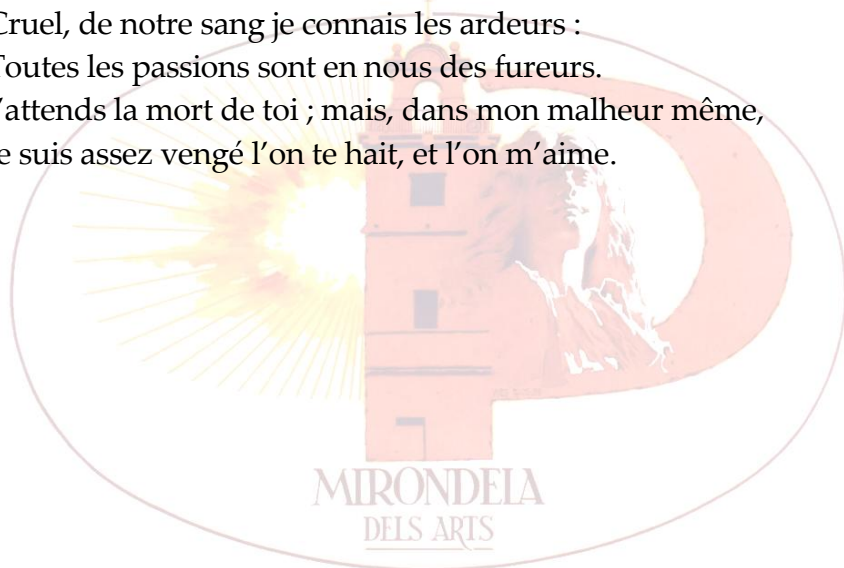 Cruel, de notre sang je connais les ardeurs :
Toutes les passions sont en nous des fureurs.
’attends la mort de toi ; mais, dans mon malheur même,
e suis assez vengé l’on te hait, et l’on m’aime.
MIRONDELA
DELS ARTS